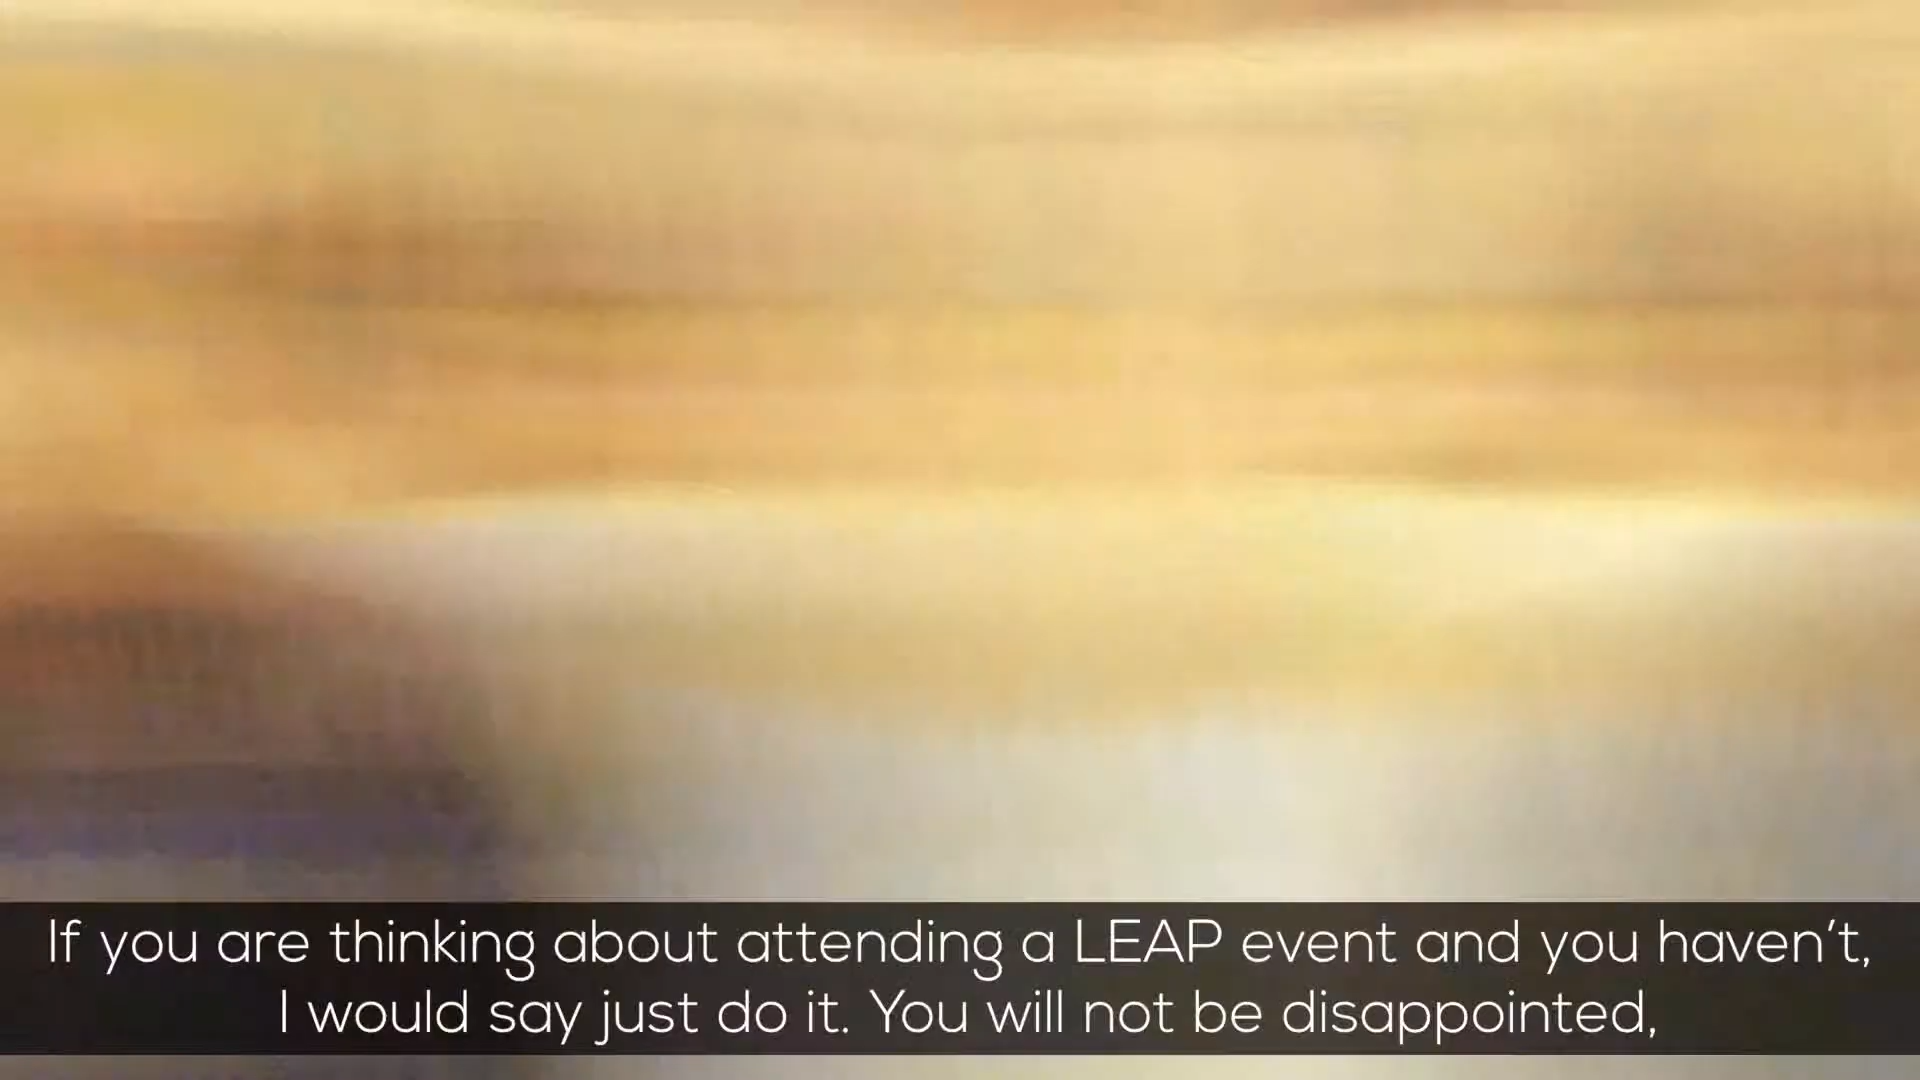 If you are thinking about attending a LEAP event and you haven't,
I would say just do it. You will not be disappointed,